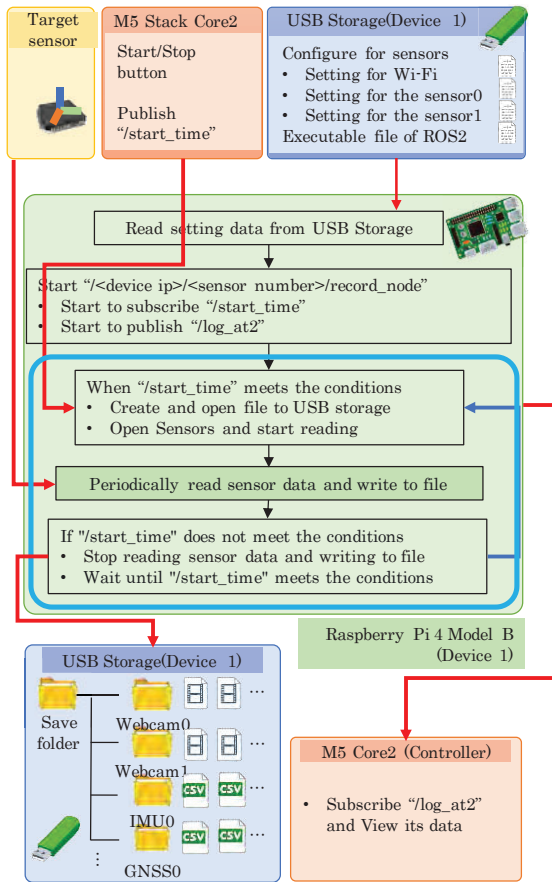 Target
sensor
M5 Stack Core2
Start/Stop
button
Publish
“/start_time”
USB Storage(Device 1)
Configure for sensors
• Setting for Wi-Fi
• Setting for the sensor0
• Setting for the sensor1
Executable file of ROS2
Read setting data from USB Storage
Start “/<device ip>/<sensor number>/record_node”
• Start to subscribe “/start_time”
• Start to publish “/log_at2”
When “/start_time” meets the conditions
• Create and open file to USB storage
• Open Sensors and start reading
Periodically read sensor data and write to file
If "/start_time" does not meet the conditions
• Stop reading sensor data and writing to file
• Wait until "/start_time" meets the conditions
Raspberry Pi 4 Model B
(Device 1)
USB Storage(Device 1)
Save
folder
Webcam0
...
Webcam1
...
IMU0
CSV
CSV
...
GNSS0
CSV
CSV
...
⋮
M5 Core2 (Controller)
• Subscribe “/log_at2”
and View its data